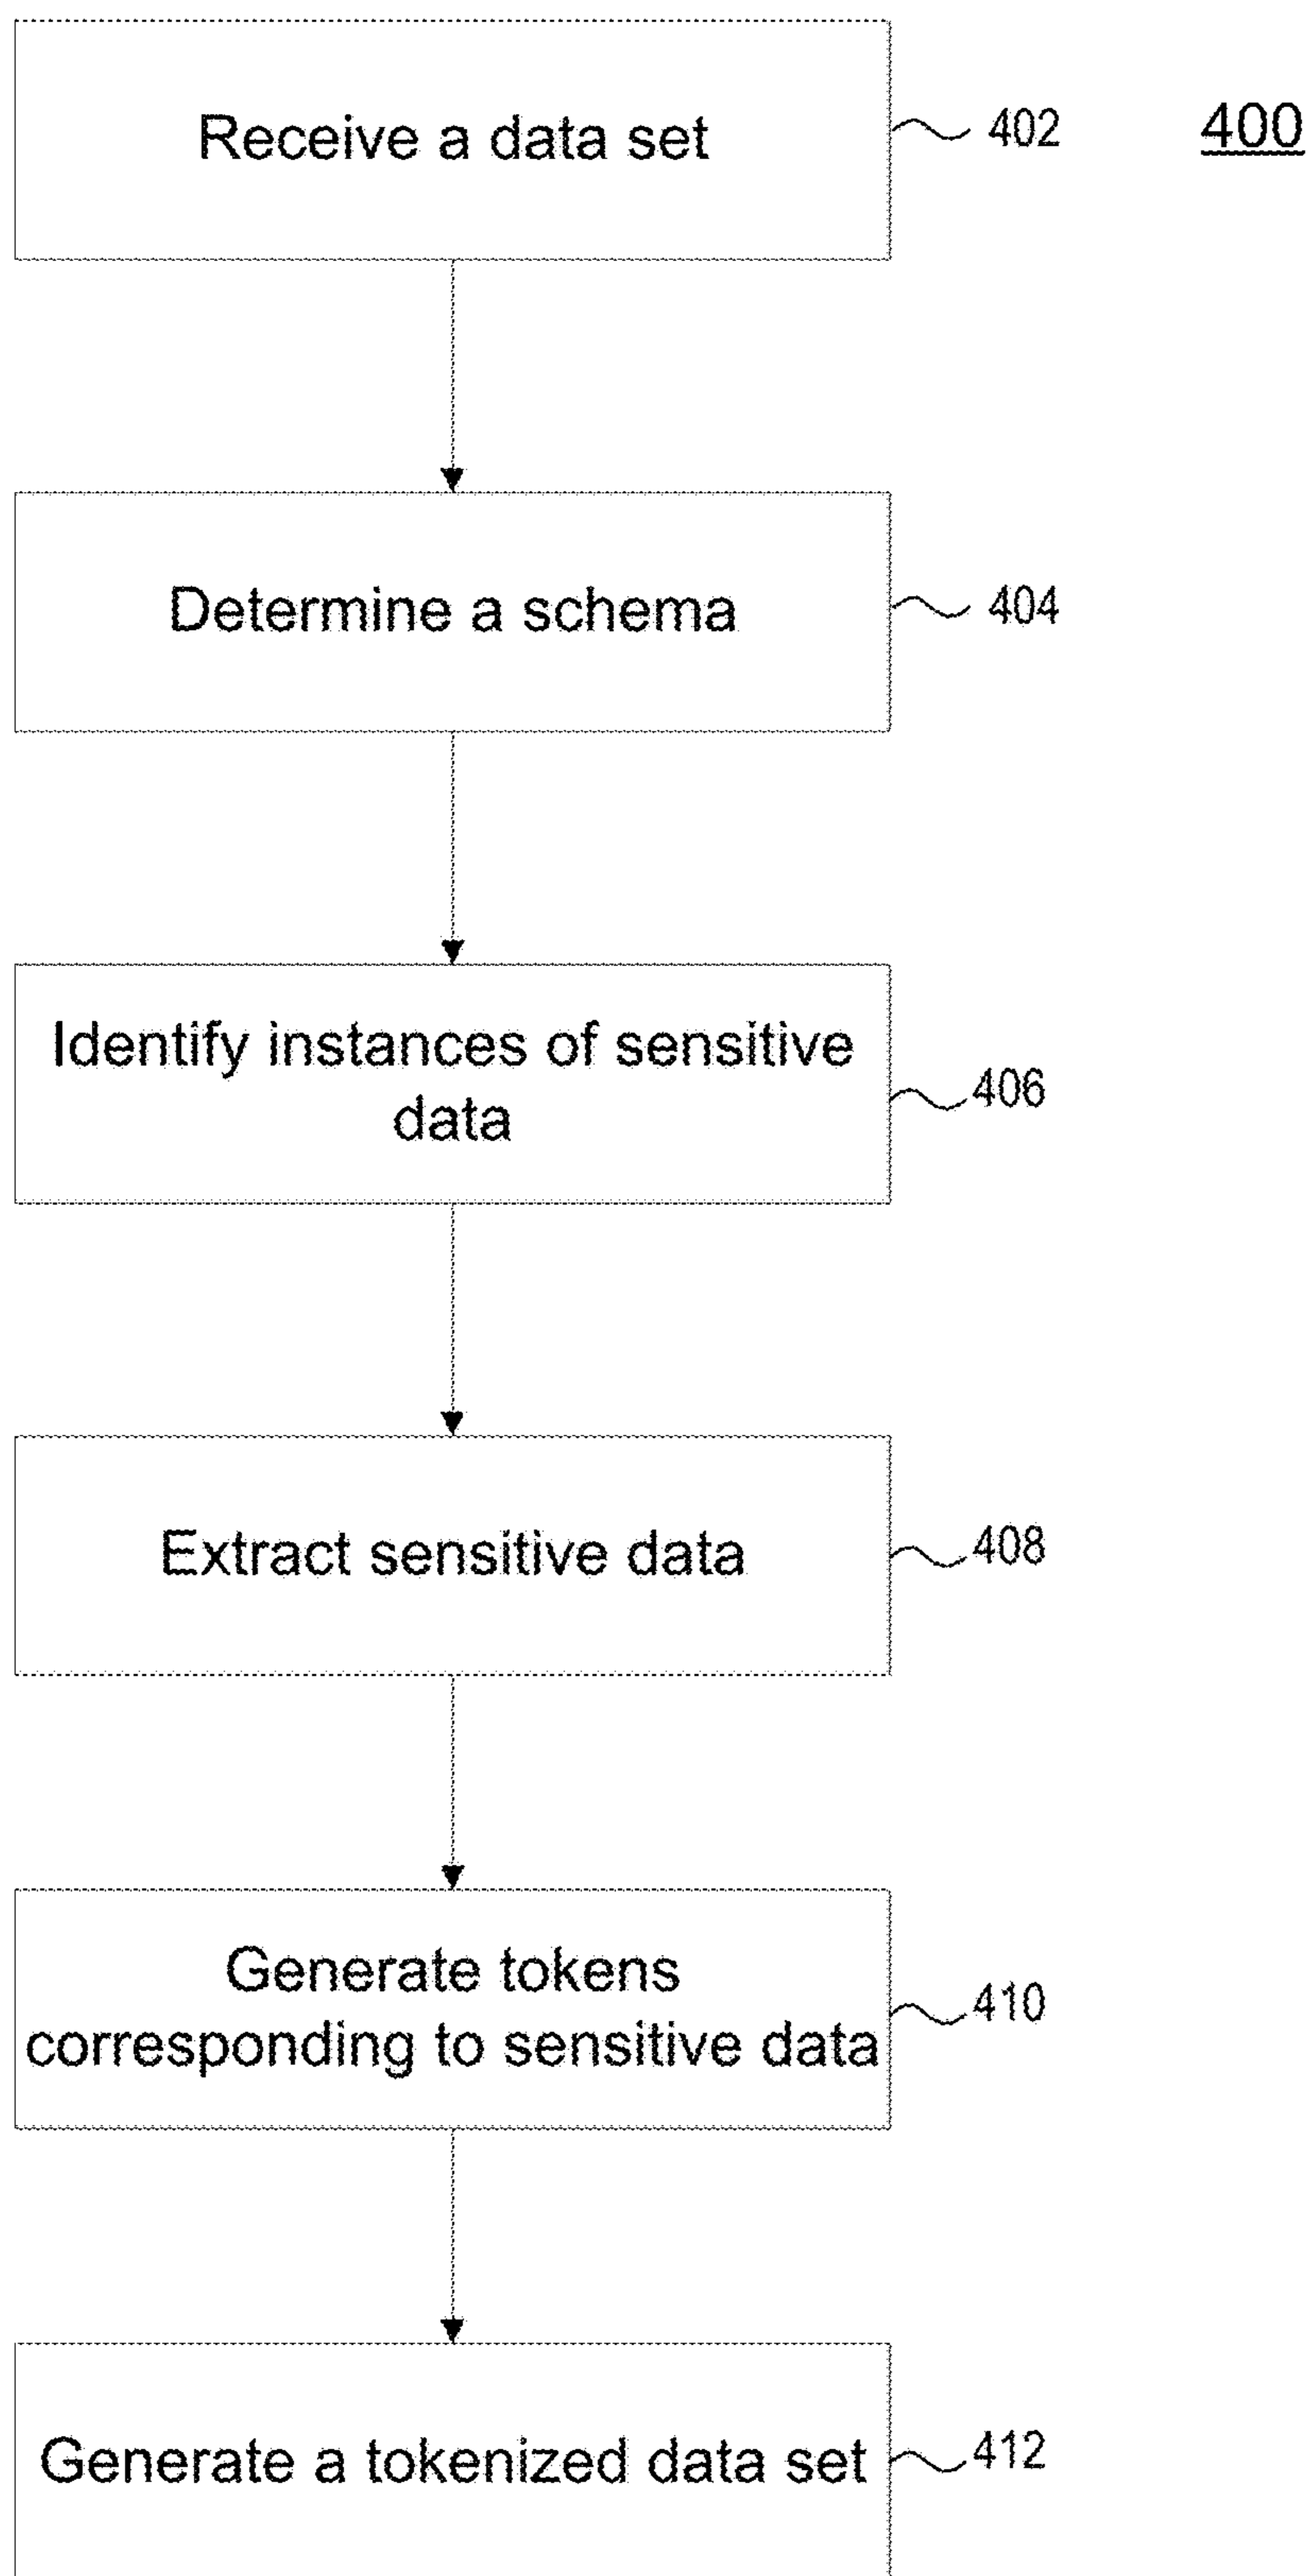 Receive a data set
402
400
Determine a schema
404
Identify instances of sensitive
data
406
Extract sensitive data
408
Generate tokens
corresponding to sensitive data
410
Generate a tokenized data set
412